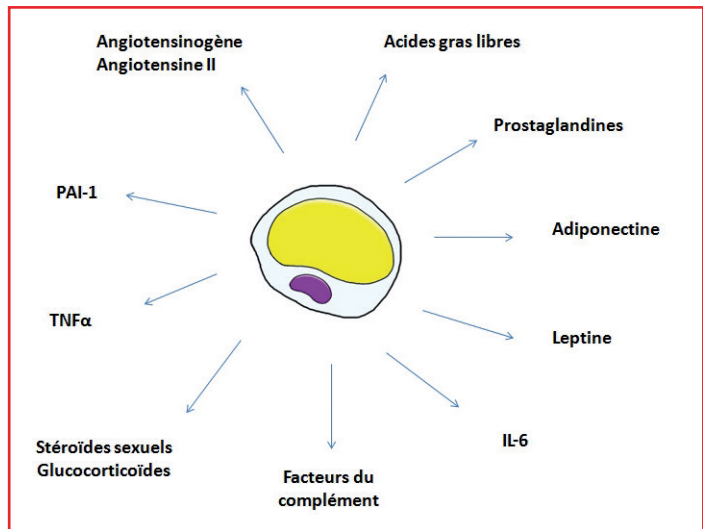 Angiotensinogène
Angiotensine II
Acides gras libres
Prostaglandines
PAI-1
Adiponectine
TNFα
Leptine
IL-6
Stéroïdes sexuels
Glucocorticoïdes
Facteurs du
complément